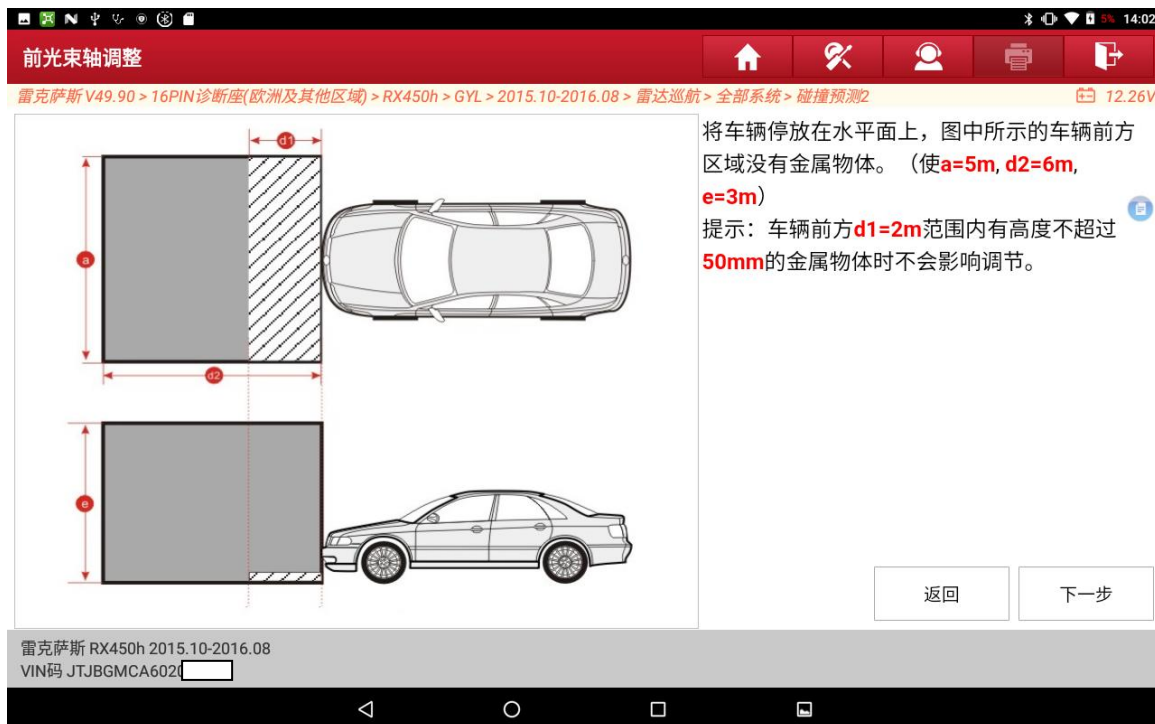 5% 14:02
前光束轴调整
雷克萨斯 V49.90 > 16PIN诊断座(欧洲及其他区域) > RX450h > GYL > 2015.10-2016.08 > 雷达巡航 > 全部系统 > 碰撞预测2
12.26V
d1
a
d2
e
将车辆停放在水平面上，图中所示的车辆前方
区域没有金属物体。（使a=5m, d2=6m,
e=3m）
提示：车辆前方d1=2m范围内有高度不超过
50mm的金属物体时不会影响调节。
返回
下一步
雷克萨斯 RX450h 2015.10-2016.08
VIN码 JTJBGMCA6020